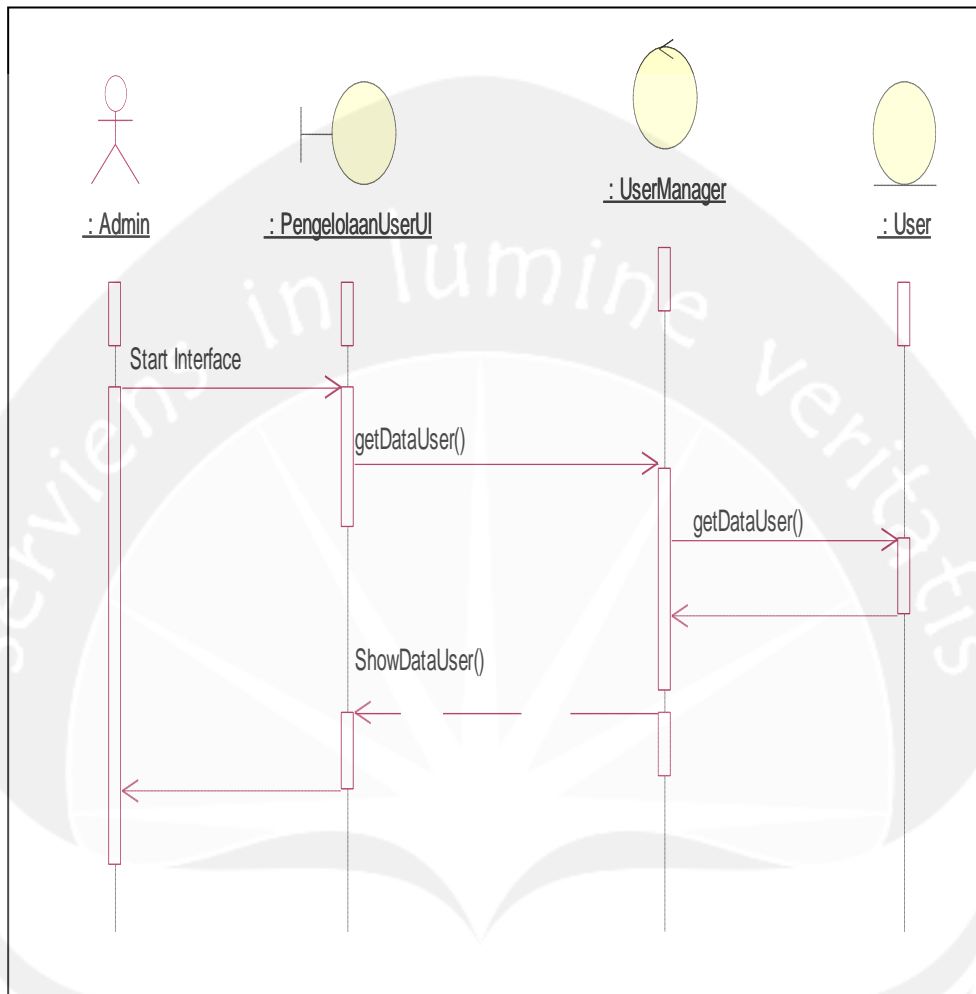 : Admin
: PengelolaanUserUI
: UserManager
: User
serviens in lumine veritatis
Start Interface
getDataUser()
getDataUser()
ShowDataUser()